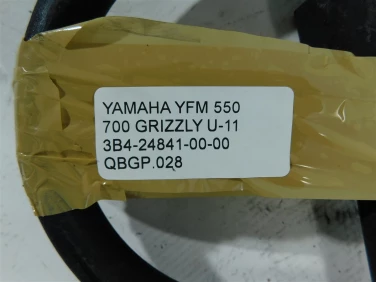 YAMAHA YFM 550
700 GRIZZLY U-11
3B4-24841-00-00
QBGP.028